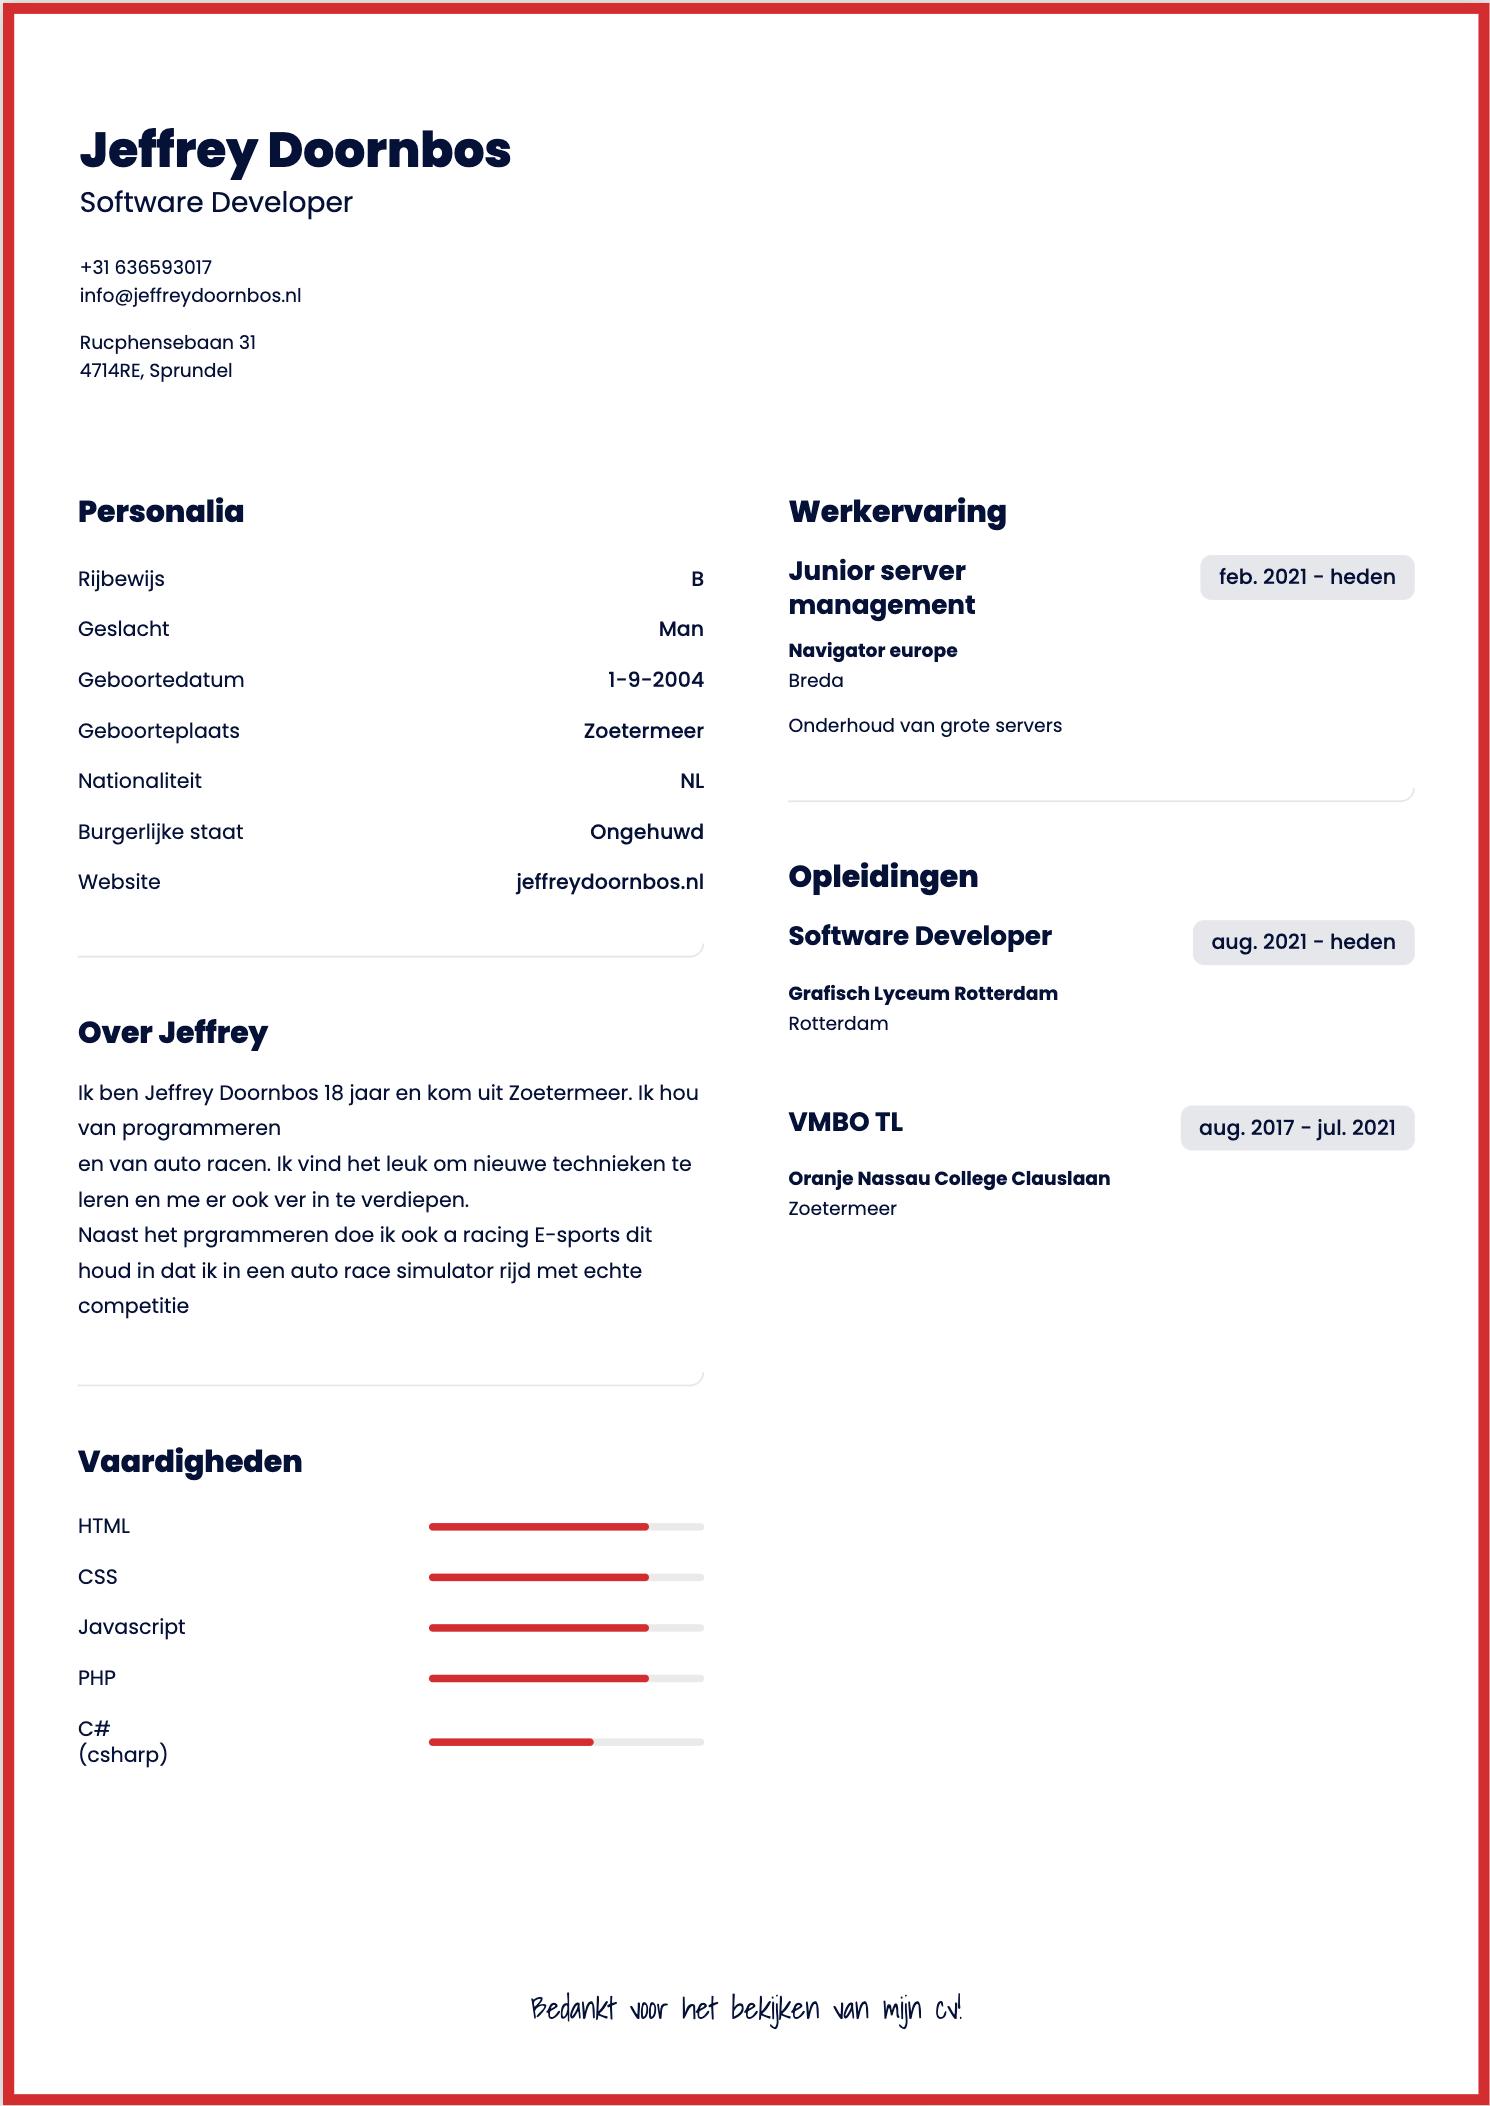 Jeffrey Doornbos
Software Developer
+31 636593017
info@jeffreydoornbos.nl
Rucphensebaan 31
4714RE, Sprundel
Personalia
Rijbewijs B
Geslacht Man
Geboortedatum 1-9-2004
Geboorteplaats Zoetermeer
Nationaliteit NL
Burgerlijke staat Ongehuwd
Website jeffreydoornbos.nl
Over Jeffrey
Ik ben Jeffrey Doornbos 18 jaar en kom uit Zoetermeer. Ik hou
van programmeren
en van auto racen. Ik vind het leuk om nieuwe technieken te
leren en me er ook ver in te verdiepen.
Naast het prgrammeren doe ik ook a racing E-sports dit
houd in dat ik in een auto race simulator rijd met echte
competitie
Vaardigheden
HTML
CSS
Javascript
PHP
C#
(csharp)
Werkervaring
Junior server feb. 2021 - heden
management
Navigator europe
Breda
Onderhoud van grote servers
Opleidingen
Software Developer aug. 2021 - heden
Grafisch Lyceum Rotterdam
Rotterdam
VMBO TL aug. 2017 - jul. 2021
Oranje Nassau College Clauslaan
Zoetermeer
Bedankt voor het bekijken van mijn cv!